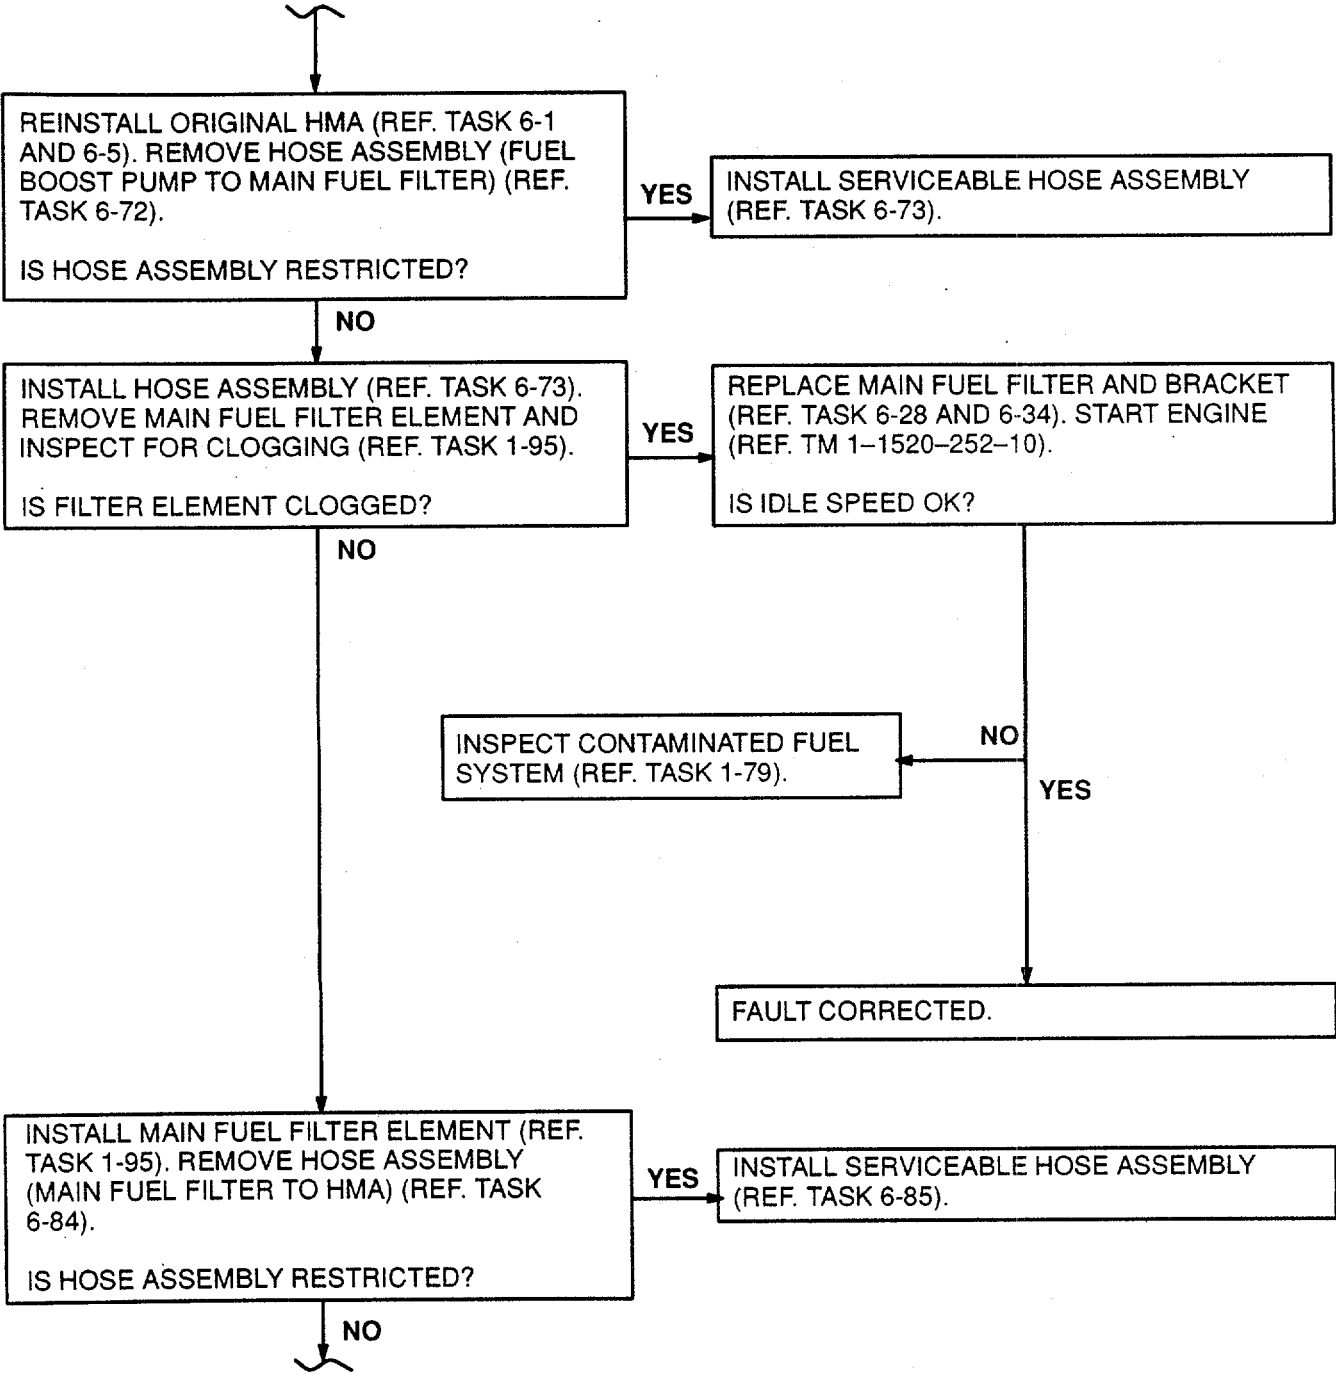 REINSTALL ORIGINAL HMA (REF. TASK 6-1
AND 6-5). REMOVE HOSE ASSEMBLY (FUEL
BOOST PUMP TO MAIN FUEL FILTER) (REF.
TASK 6-72).
IS HOSE ASSEMBLY RESTRICTED?
YES
INSTALL SERVICEABLE HOSE ASSEMBLY
(REF. TASK 6-73).
NO
INSTALL HOSE ASSEMBLY (REF. TASK 6-73).
REMOVE MAIN FUEL FILTER ELEMENT AND
INSPECT FOR CLOGGING (REF. TASK 1-95).
IS FILTER ELEMENT CLOGGED?
YES
REPLACE MAIN FUEL FILTER AND BRACKET
(REF. TASK 6-28 AND 6-34). START ENGINE
(REF. TM 1–1520–252–10).
IS IDLE SPEED OK?
NO
INSPECT CONTAMINATED FUEL
SYSTEM (REF. TASK 1-79).
NO
YES
FAULT CORRECTED.
INSTALL MAIN FUEL FILTER ELEMENT (REF.
TASK 1-95). REMOVE HOSE ASSEMBLY
(MAIN FUEL FILTER TO HMA) (REF. TASK
6-84).
IS HOSE ASSEMBLY RESTRICTED?
YES
INSTALL SERVICEABLE HOSE ASSEMBLY
(REF. TASK 6-85).
NO